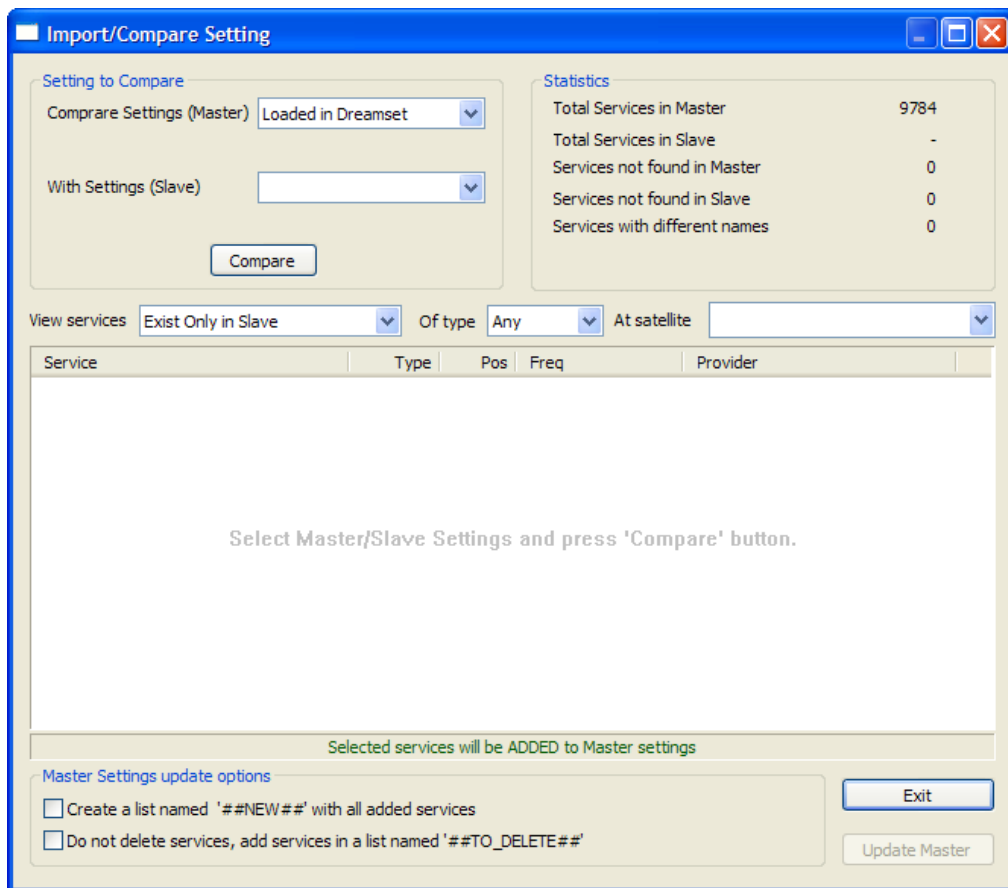 Import/Compare Setting
Setting to Compare
Comprare Settings (Master) Loaded in Dreamset
With Settings (Slave)
Compare
Statistics
Total Services in Master 9784
Total Services in Slave -
Services not found in Master 0
Services not found in Slave 0
Services with different names 0
View services Exist Only in Slave Of type Any At satellite
Service Type Pos Freq Provider
Select Master/Slave Settings and press 'Compare' button.
Selected services will be ADDED to Master settings
Master Settings update options
Create a list named '##NEW##' with all added services
Do not delete services, add services in a list named '##TO_DELETE##'
Exit
Update Master